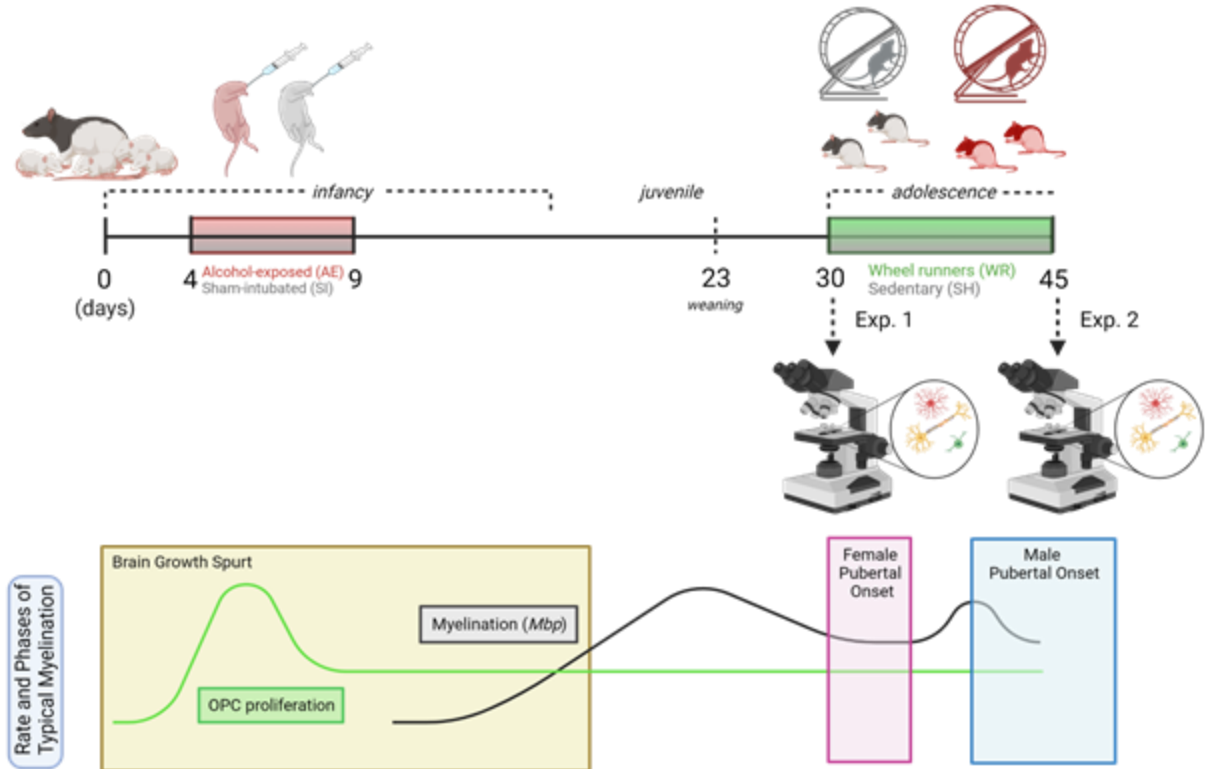 infancy
juvenile
adolescence
0
(days)
4
Alcohol-exposed (AE)
Sham-intubated (SI)
9
23
weaning
30
Wheel runners (WR)
Sedentary (SH)
45
Exp. 1
Exp. 2
Rate and Phases of
Typical Myelination
Brain Growth Spurt
OPC proliferation
Myelination (Mbp)
Female
Pubertal
Onset
Male
Pubertal Onset